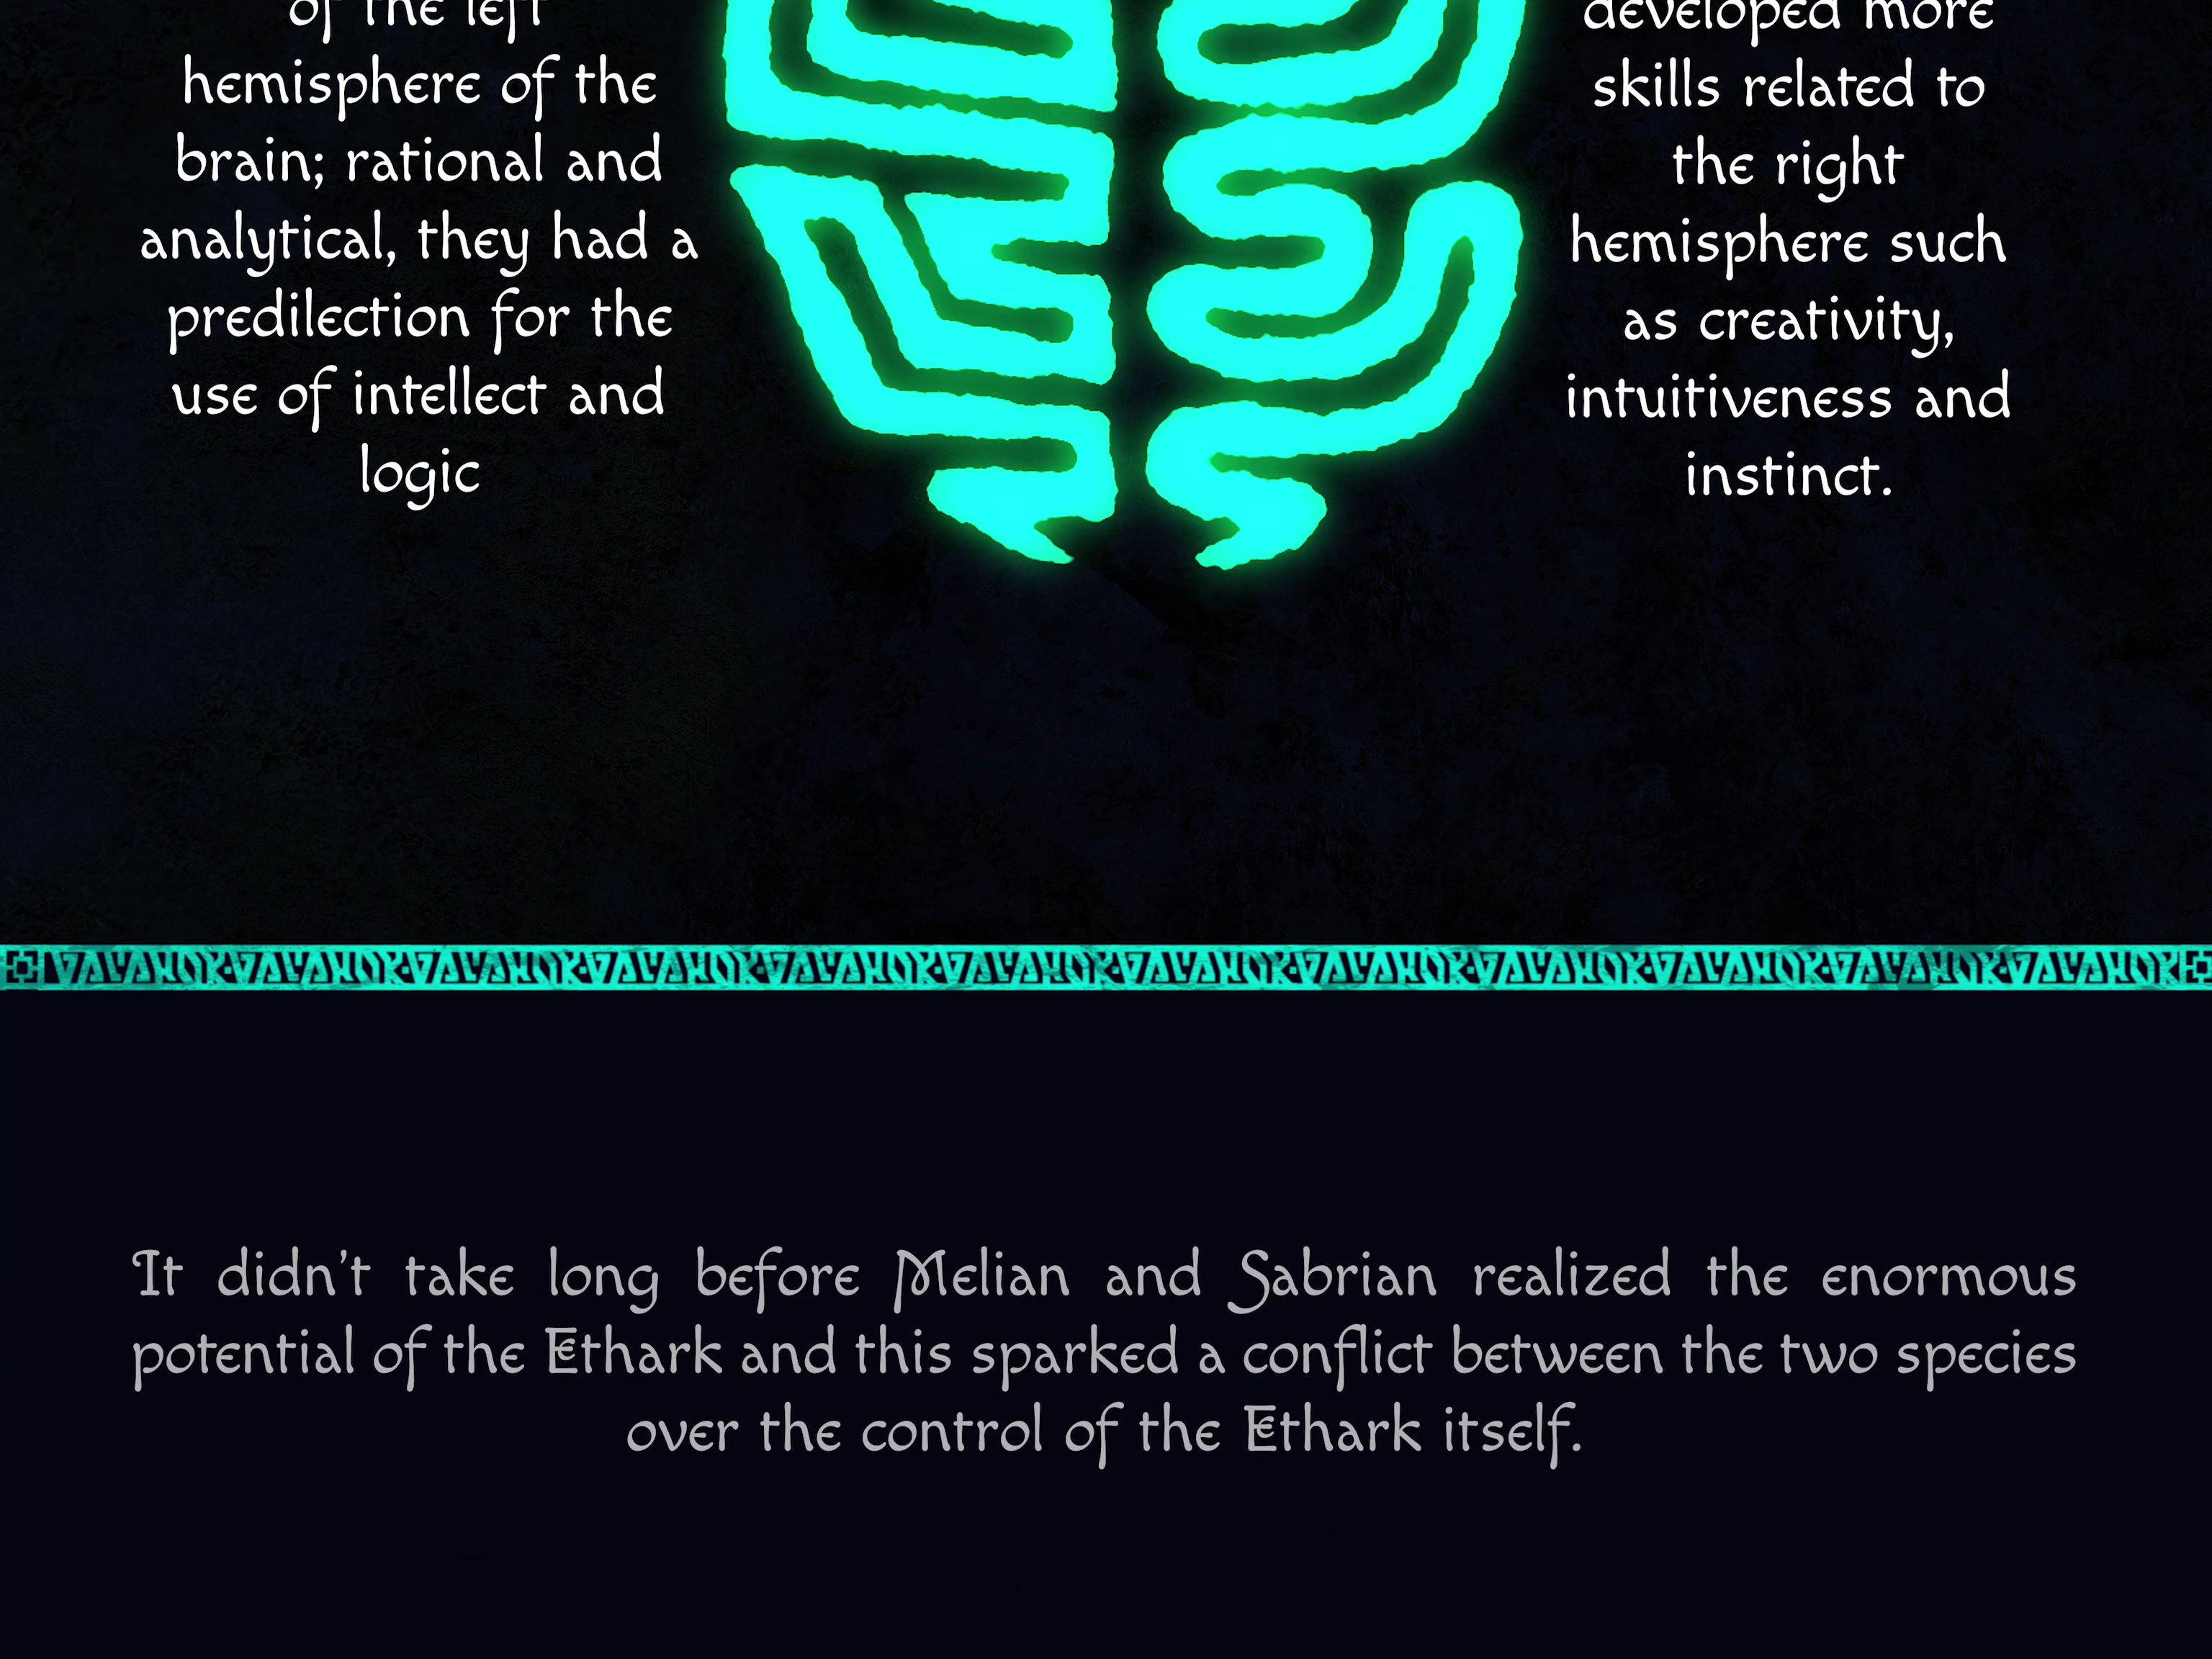 of the left
hemisphere of the
brain; rational and
analytical, they had a
predilection for the
use of intellect and
logic
developed more
skills related to
the right
hemisphere such
as creativity,
intuitiveness and
instinct.
It didn't take long before Melian and Sabrian realized the enormous
potential of the Ethark and this sparked a conflict between the two species
over the control of the Ethark itself.